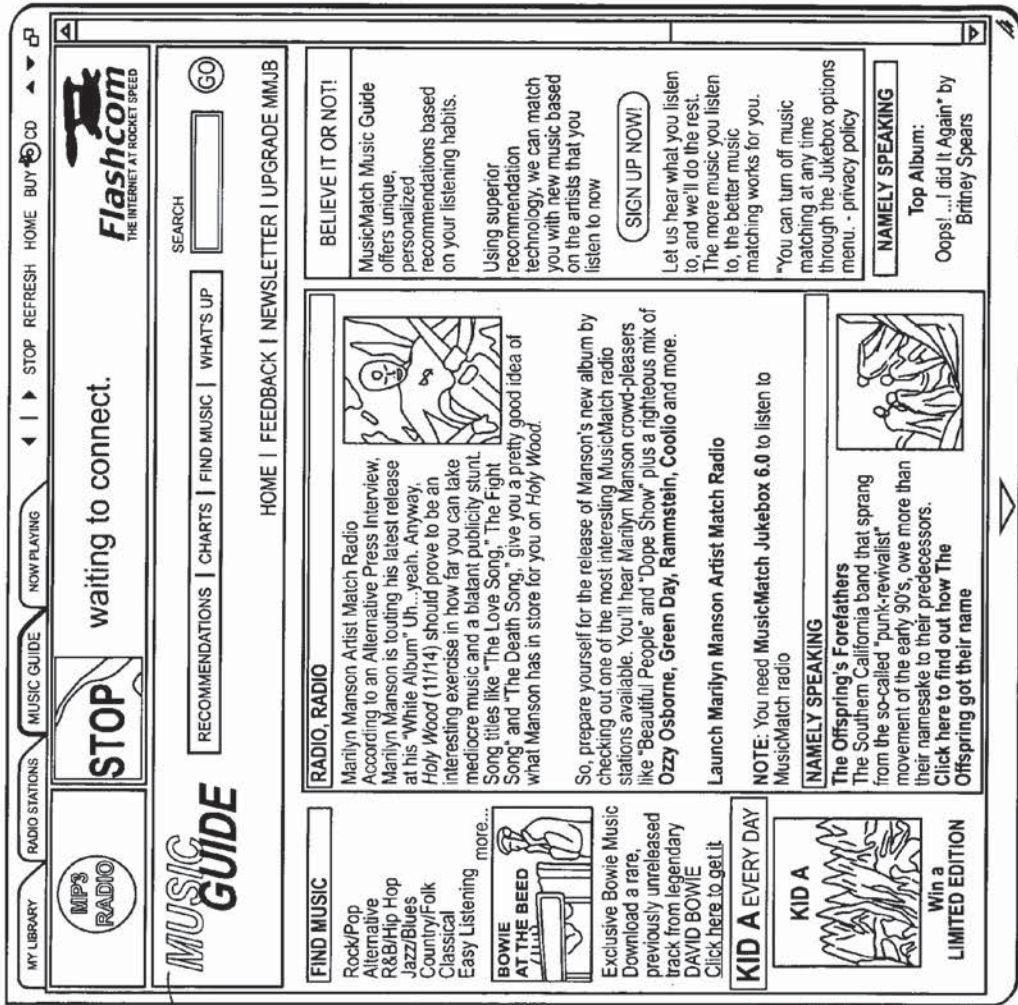 MY LIBRARY
RADIO STATIONS
MUSIC GUIDE
NOW PLAYING
STOP REFRESH HOME BUY CD
MP3
RADIO
STOP
waiting to connect.
Flashcom
THE INTERNET AT ROCKET SPEED
MUSIC
GUIDE
RECOMMENDATIONS | CHARTS | FIND MUSIC | WHAT'S UP
SEARCH
GO
HOME | FEEDBACK | NEWSLETTER | UPGRADE MMJB
FIND MUSIC
Rock/Pop
Alternative
R&B/Hip Hop
Jazz/Blues
Country/Folk
Classical
Easy Listening
more...
BOWIE
AT THE BEED
Exclusive Bowie Music
Download a rare,
previously unreleased
track from legendary
DAVID BOWIE
Click here to get it
KID A EVERY DAY
KID A
Win a
LIMITED EDITION
RADIO, RADIO
Marilyn Manson Artist Match Radio
According to an Alternative Press Interview,
Marilyn Manson is touting his latest release
at his "White Album" Uh...yeah. Anyway,
Holy Wood (11/14) should prove to be an
interesting exercise in how far you can take
mediocre music and a blatant publicity stunt.
Song titles like "The Love Song," The Fight
Song" and "The Death Song," give you a pretty good idea of
what Manson has in store for you on Holy Wood.
So, prepare yourself for the release of Manson's new album by
checking out one of the most interesting MusicMatch radio
stations available. You'll hear Marilyn Manson crowd-pleasers
like "Beautiful People" and "Dope Show" plus a righteous mix of
Ozzy Osborne, Green Day, Rammstein, Coolio and more.
Launch Marilyn Manson Artist Match Radio
NOTE: You need MusicMatch Jukebox 6.0 to listen to
MusicMatch radio
NAMELY SPEAKING
The Offspring's Forefathers
The Southern California band that sprang
from the so-called "punk-revivalist"
movement of the early 90's, owe more than
their namesake to their predecessors.
Click here to find out how The
Offspring got their name
BELIEVE IT OR NOT!
MusicMatch Music Guide
offers unique,
personalized
recommendations based
on your listening habits.
Using superior
recommendation
technology, we can match
you with new music based
on the artists that you
listen to now
SIGN UP NOW!
Let us hear what you listen
to, and we'll do the rest.
The more music you listen
to, the better music
matching works for you.
"You can turn off music
matching at any time
through the Jukebox options
menu. - privacy policy
NAMELY SPEAKING
Top Album:
Oops! ...I did It Again" by
Britney Spears